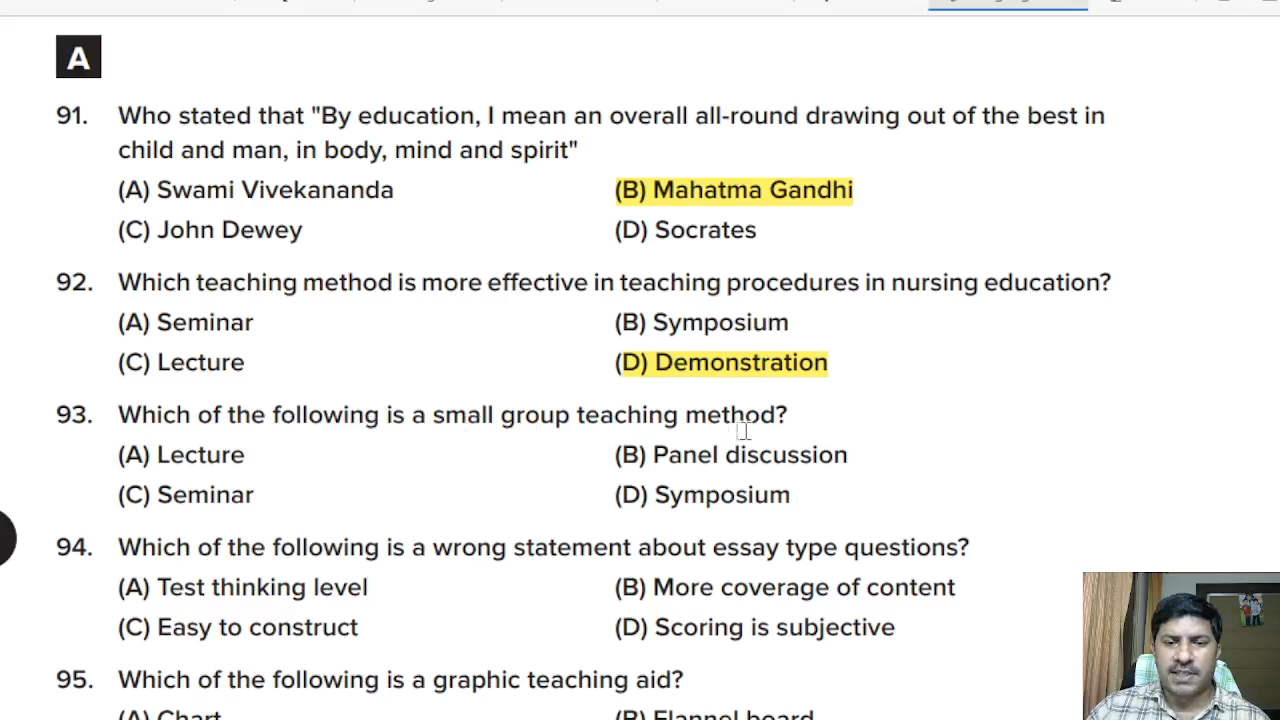 A
91. Who stated that "By education, I mean an overall all-round drawing out of the best in
child and man, in body, mind and spirit"
(A) Swami Vivekananda (B) Mahatma Gandhi
(C) John Dewey (D) Socrates
92. Which teaching method is more effective in teaching procedures in nursing education?
(A) Seminar (B) Symposium
(C) Lecture (D) Demonstration
93. Which of the following is a small group teaching method?
(A) Lecture (B) Panel discussion
(C) Seminar (D) Symposium
94. Which of the following is a wrong statement about essay type questions?
(A) Test thinking level (B) More coverage of content
(C) Easy to construct (D) Scoring is subjective
95. Which of the following is a graphic teaching aid?
(A) Chart (B) Flannel board